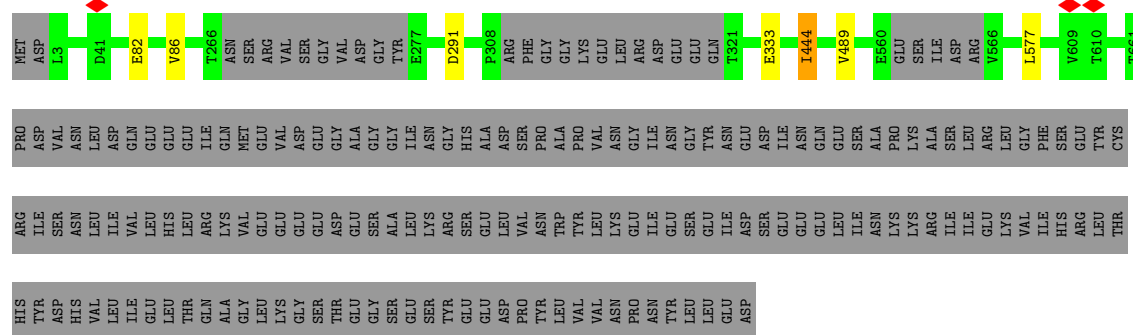 MET ASP L3 D41 E82 V86 T266 ASN SER ARG VAL SER GLY VAL ASP GLY TYR E277 D291 P308 ARG PHE GLY GLY LYS GLU LEU ARG ASP GLU GLU GLN T321 E333 I444 V489 E560 GLU SER ILE ASP ARG V566 L577 V609 T610 T661
PRO ASP VAL ASN LEU ASP GLN GLU GLU GLU ILE GLN MET GLU VAL ASP GLU GLY ALA GLY GLY ILE ASN GLY HIS ALA ASP SER PRO ALA PRO VAL ASN GLY ILE ASN GLY TYR ASN GLU ASP ILE ASN GLN GLU SER ALA PRO LYS ALA SER LEU ARG LEU GLY PHE SER GLU TYR CYS
ARG ILE SER ASN LEU ILE VAL LEU HIS LEU ARG LYS VAL GLU GLU GLU GLU ASP GLU SER ALA LEU LYS ARG SER GLU LEU VAL ASN TRP TYR LEU LYS GLU ILE GLU SER GLU ILE ASP SER GLU GLU GLU LEU ILE ASN LYS LYS ARG ILE ILE GLU LYS VAL ILE HIS ARG LEU THR
HIS TYR ASP HIS VAL LEU ILE GLU LEU THR GLN ALA GLY LEU LYS GLY SER THR GLU GLY SER GLU SER TYR GLU GLU ASP PRO TYR LEU VAL VAL ASN PRO ASN TYR LEU LEU GLU ASP